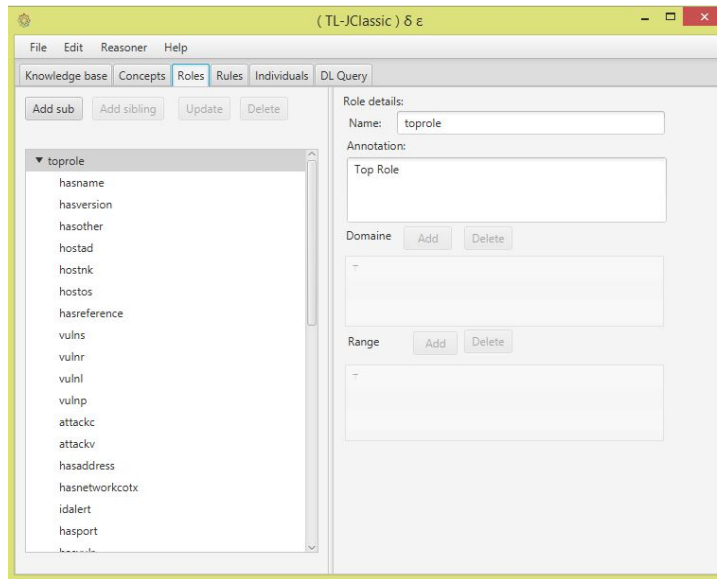 ( TL-JClassic ) δ ε
File Edit Reasoner Help
Knowledge base Concepts Roles Rules Individuals DL Query
Add sub Add sibling Update Delete
Role details:
Name: toprole
Annotation:
Top Role
Domaine Add Delete
Range Add Delete
toprole
hasname
hasversion
hasother
hostad
hostnk
hostos
hasreference
vulns
vulnr
vulnl
vulnp
attackc
attackv
hasaddress
hasnetworkcotx
idalert
hasport